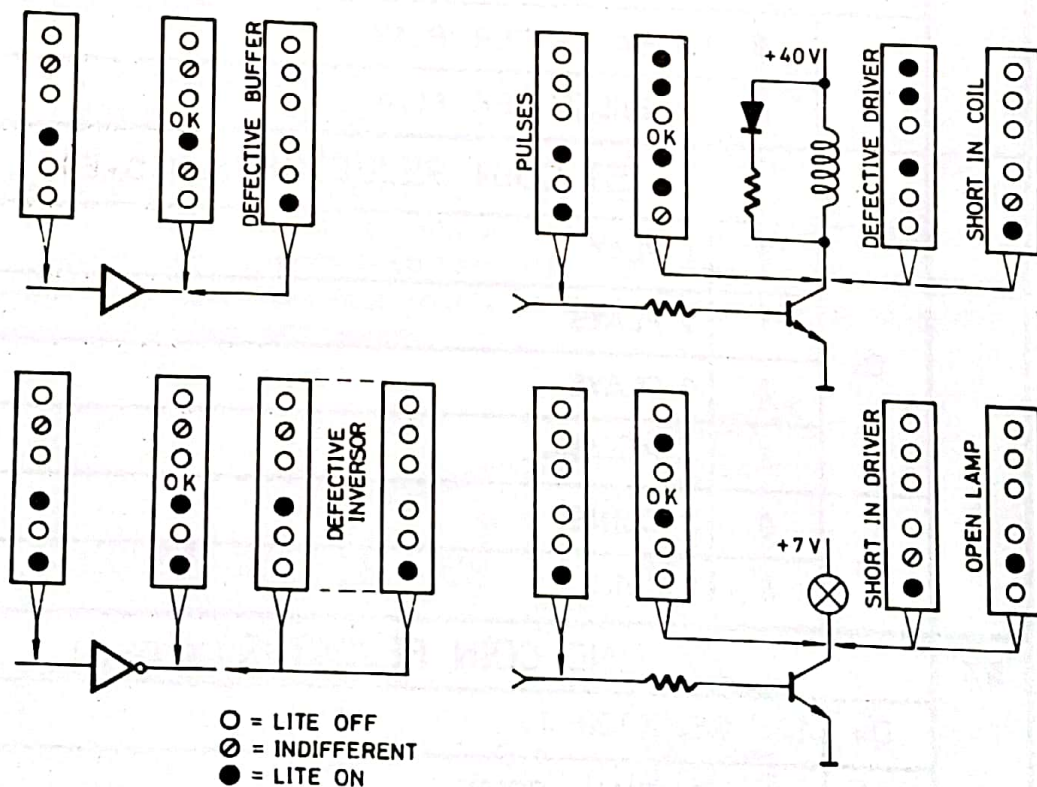 OK
DEFECTIVE BUFFER
PULSES
OK
+40V
DEFECTIVE DRIVER
SHORT IN COIL
OK
DEFECTIVE
INVERSOR
OK
+7V
SHORT IN DRIVER
OPEN LAMP
= LITE OFF
= INDIFFERENT
= LITE ON